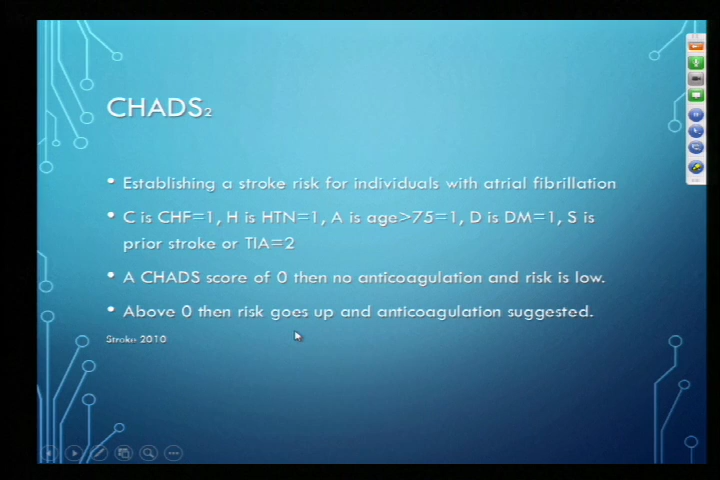 CHADS2
• Establishing a stroke risk for individuals with atrial fibrillation
• C is CHF=1, H is HTN=1, A is age>75=1, D is DM=1, S is
prior stroke or TIA=2
• A CHADS score of 0 then no anticoagulation and risk is low.
• Above 0 then risk goes up and anticoagulation suggested.
Stroke 2010